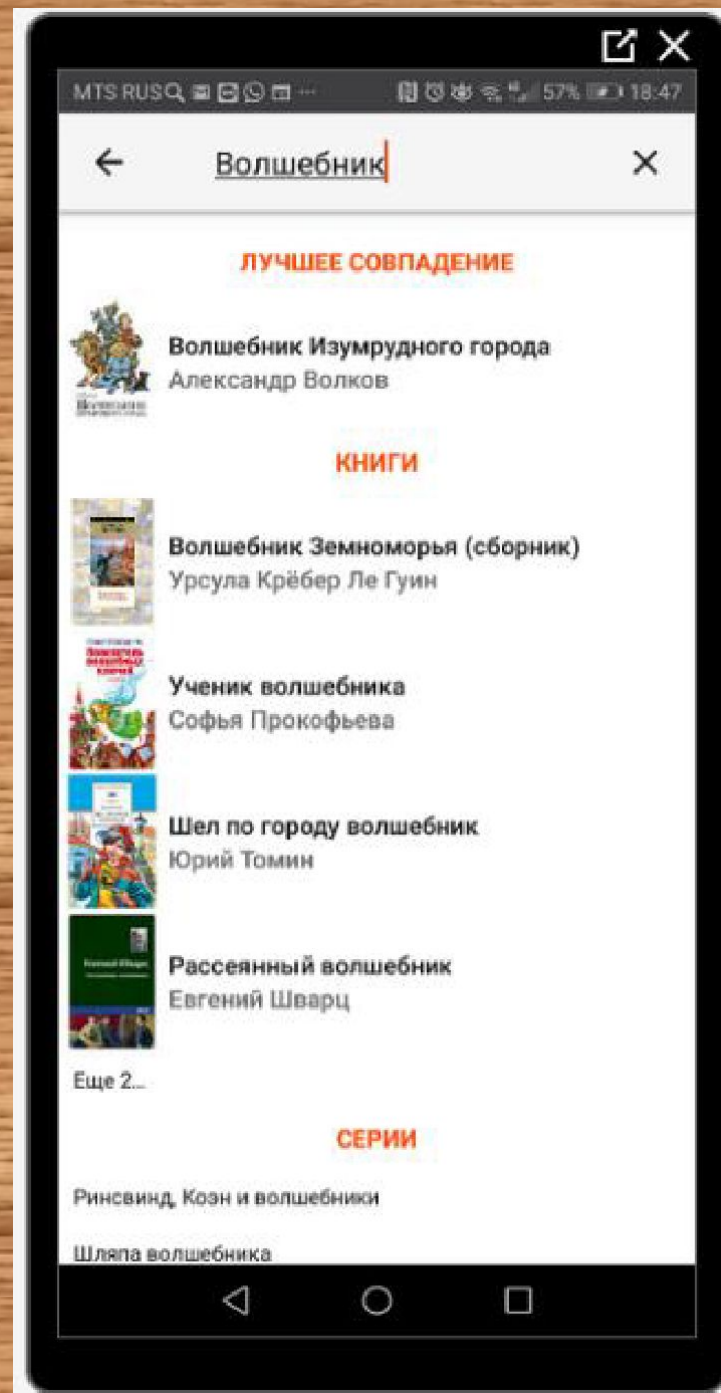 MTS RUS 57% 18:47
Волшебник
ЛУЧШЕЕ СОВПАДЕНИЕ
Волшебник Изумрудного города
Александр Волков
КНИГИ
Волшебник Земноморья (сборник)
Урсула Крёбер Ле Гуин
Ученик волшебника
Софья Прокофьева
Шел по городу волшебник
Юрий Томин
Рассеянный волшебник
Евгений Шварц
Еще 2...
СЕРИИ
Ринсвинд, Коэн и волшебники
Шляпа волшебника